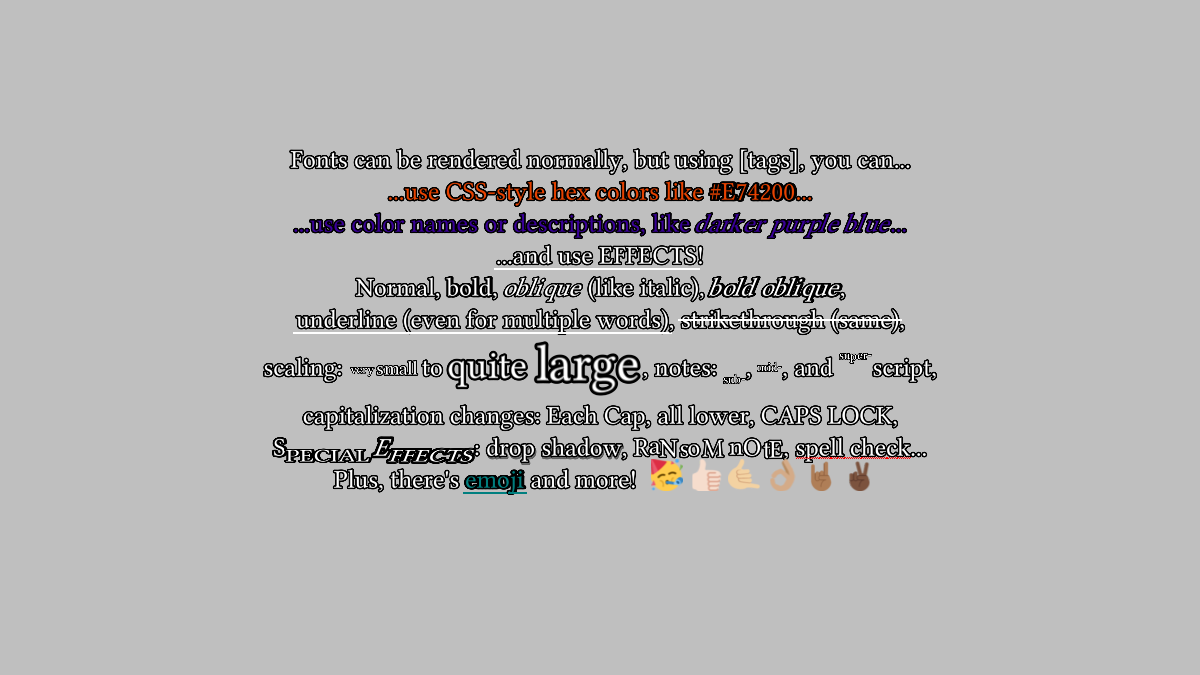 Fonts can be rendered normally, but using [tags], you can...
...use CSS-style hex colors like #E74200...
...use color names or descriptions, like darker purple blue...
...and use EFFECTS!
Normal, bold, oblique (like italic), bold oblique,
underline (even for multiple words), strikethrough (same),
scaling: very small to quite large, notes: sub-, mid-, and super-script,
capitalization changes: Each Cap, all lower, CAPS LOCK,
SPECIAL EFFECTS: drop shadow, RaNsoM nOtE, spell check...
Plus, there's emoji and more! 🥳👍🏻🤙🏼👌🏽🤘🏾✌🏿